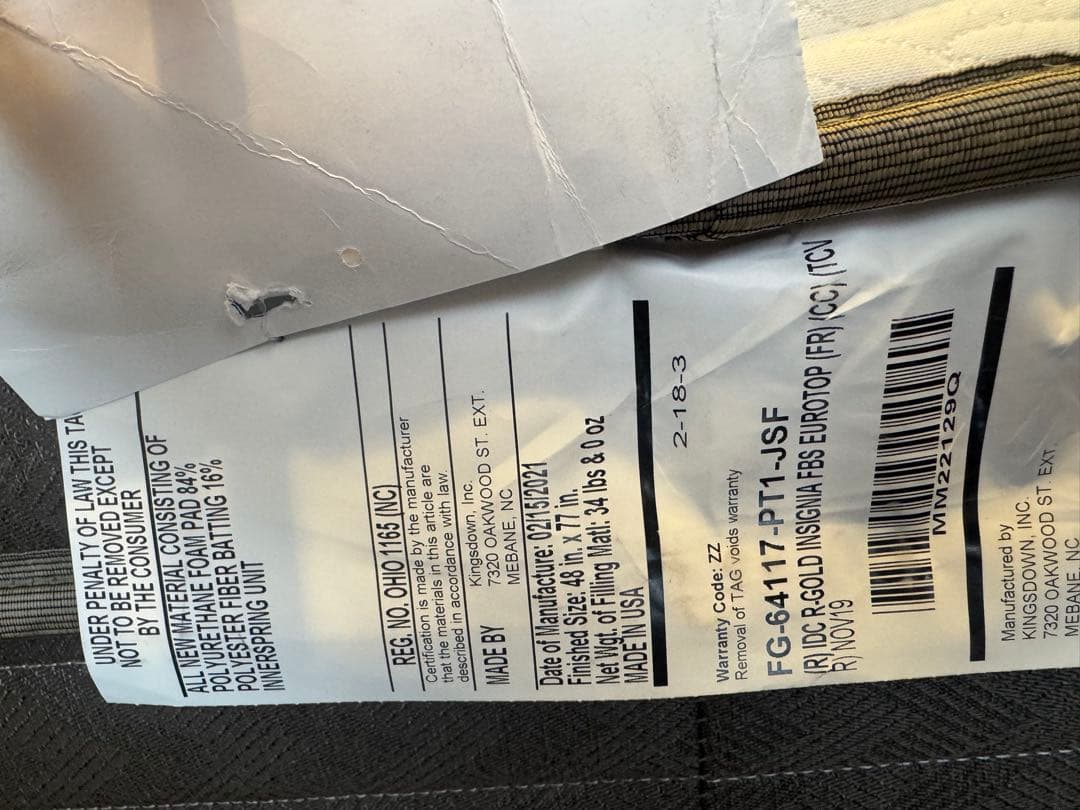 UNDER PENALTY OF LAW THIS TA
NOT TO BE REMOVED EXCEPT
BY THE CONSUMER
ALL NEW MATERIAL CONSISTING OF
POLYURETHANE FOAM PAD 84%
POLYESTER FIBER BATTING 16%
INNERSPRING UNIT
REG. NO. OHIO 1165 (NC)
Certification is made by the manufacturer
that the materials in this article are
described in accordance with law.
MADE BY Kingsdown, Inc.
7320 OAKWOOD ST. EXT.
MEBANE, NC
Date of Manufacture: 02/15/2021
Finished Size: 48 in. x 77 in.
Net Wgt. of Filling Matl: 34 lbs & 0 oz
MADE IN USA
2-18-3
Warranty Code: ZZ
Removal of TAG voids warranty
FG-64117-PT1-JSF
(R) IDC R-GOLD INSIGNIA FBS EUROTOP (FR) (CC) (TCV
R) NOV19
MM22129Q
Manufactured by
KINGSDOWN, INC.
7320 OAKWOOD ST. EXT.
MEBANE, NC